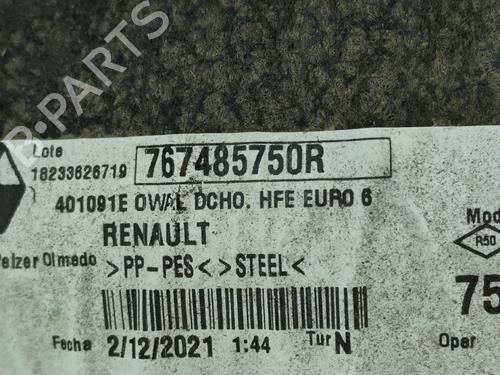 B-PARTS
Lote
18233626719 767485750R
401091E OWAL DCHO. HFE EURO 6
RENAULT
Mod
R50
Pelzer Olmedo >PP-PES< >STEEL<
75
Fecha 2/12/2021 1:44 Tur N Oper